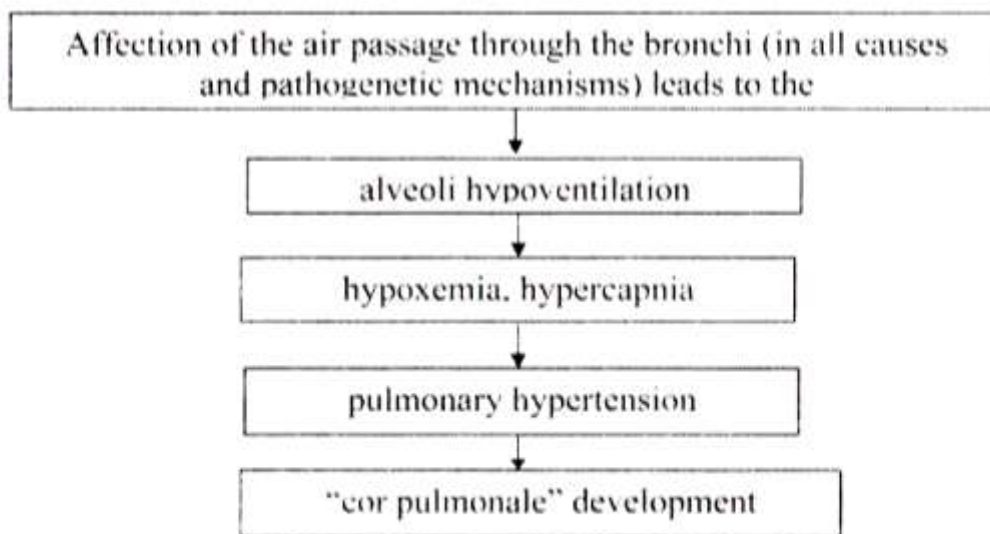 Affection of the air passage through the bronchi (in all causes
and pathogenetic mechanisms) leads to the
alveoli hypoventilation
hypoxemia, hypercapnia
pulmonary hypertension
“cor pulmonale” development